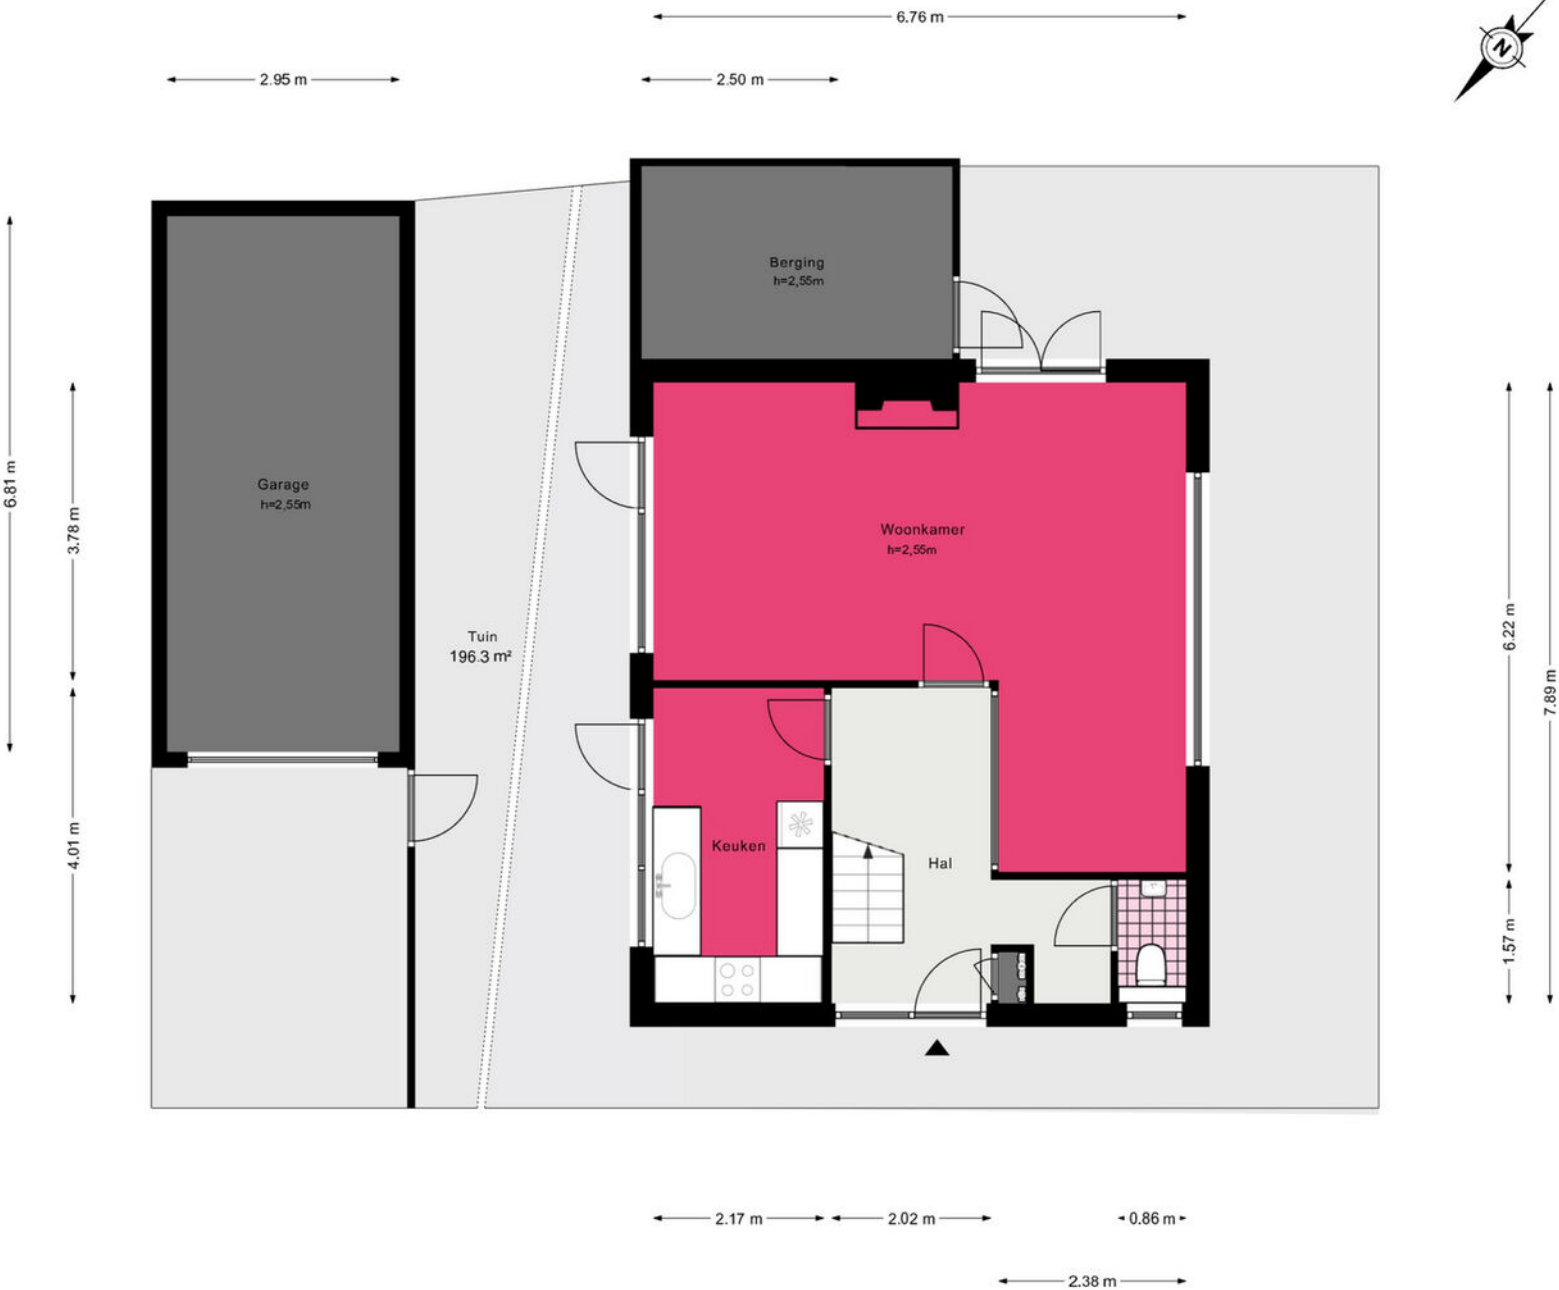 6.76 m
N
2.95 m
2.50 m
Berging
h=2,55m
Garage
h=2,55m
6.81 m
3.78 m
Woonkamer
h=2,55m
Tuin
196.3 m²
6.22 m
7.89 m
4.01 m
Keuken
Hal
1.57 m
2.17 m
2.02 m
0.86 m
2.38 m